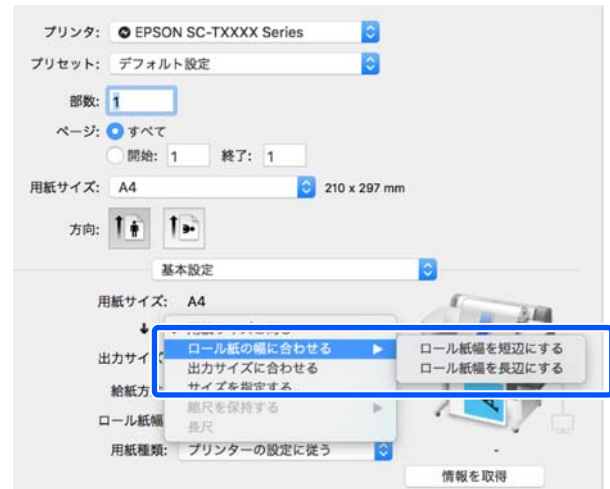 プリンタ: EPSON SC-TXXXX Series
プリセット: デフォルト設定
部数: 1
ページ: すべて
開始: 1 終了: 1
用紙サイズ: A4 210 x 297 mm
方向:
基本設定
用紙サイズ: A4
ロール紙の幅に合わせる ロール紙幅を短辺にする
出力サイ 出力サイズに合わせる ロール紙幅を長辺にする
給紙方 サイズを指定する
縮尺を保持する
ロール紙幅 長尺
用紙種類: プリンターの設定に従う -
情報を取得